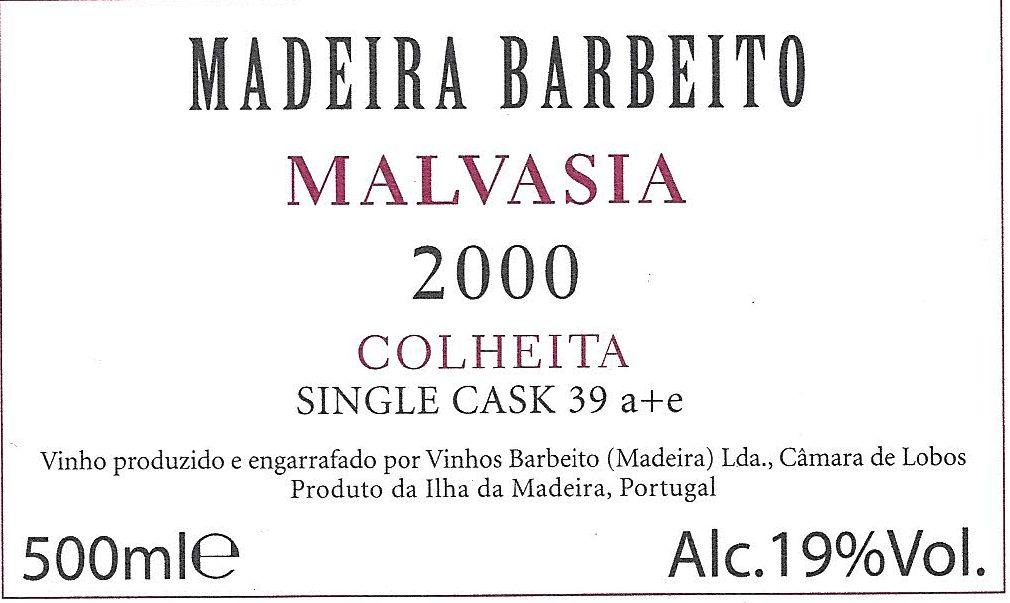 MADEIRA BARBEITO
MALVASIA
2000
COLHEITA
SINGLE CASK 39 a+e
Vinho produzido e engarrafado por Vinhos Barbeito (Madeira) Lda., Câmara de Lobos
Produto da Ilha da Madeira, Portugal
500ml℮
Alc.19%Vol.